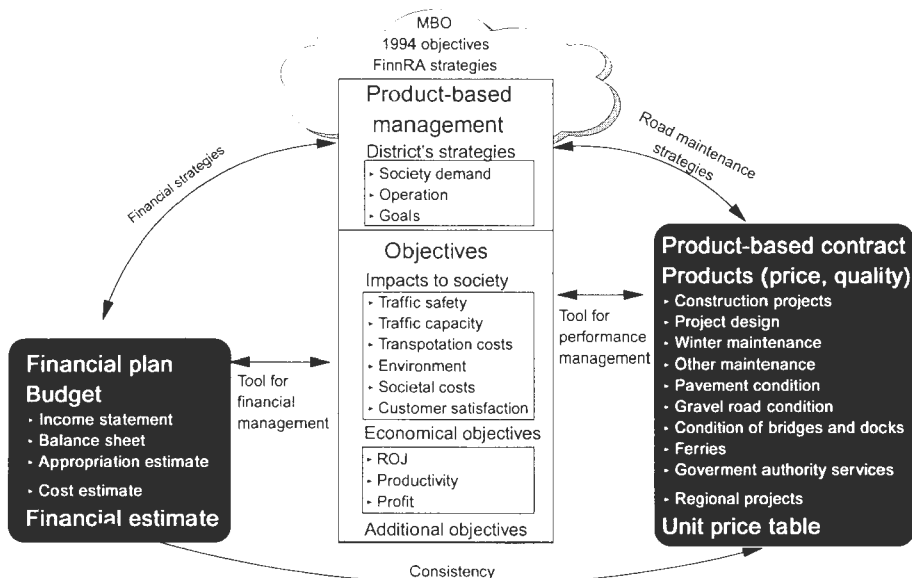 MBO
1994 objectives
FinnRA strategies
Product-based
management
District's strategies
▸ Society demand
▸ Operation
▸ Goals
Financial strategies
Road maintenance
strategies
Objectives
Impacts to society
▸ Traffic safety
▸ Traffic capacity
▸ Transpotation costs
▸ Environment
▸ Societal costs
▸ Customer satisfaction
Economical objectives
▸ ROJ
▸ Productivity
▸ Profit
Additional objectives
Tool for
financial
management
Tool for
performance
management
Financial plan
Budget
▸ Income statement
▸ Balance sheet
▸ Appropriation estimate
▸ Cost estimate
Financial estimate
Product-based contract
Products (price, quality)
▸ Construction projects
▸ Project design
▸ Winter maintenance
▸ Other maintenance
▸ Pavement condition
▸ Gravel road condition
▸ Condition of bridges and docks
▸ Ferries
▸ Goverment authority services
▸ Regional projects
Unit price table
Consistency